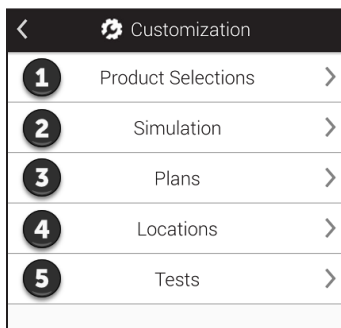 Customization
1 Product Selections
2 Simulation
3 Plans
4 Locations
5 Tests